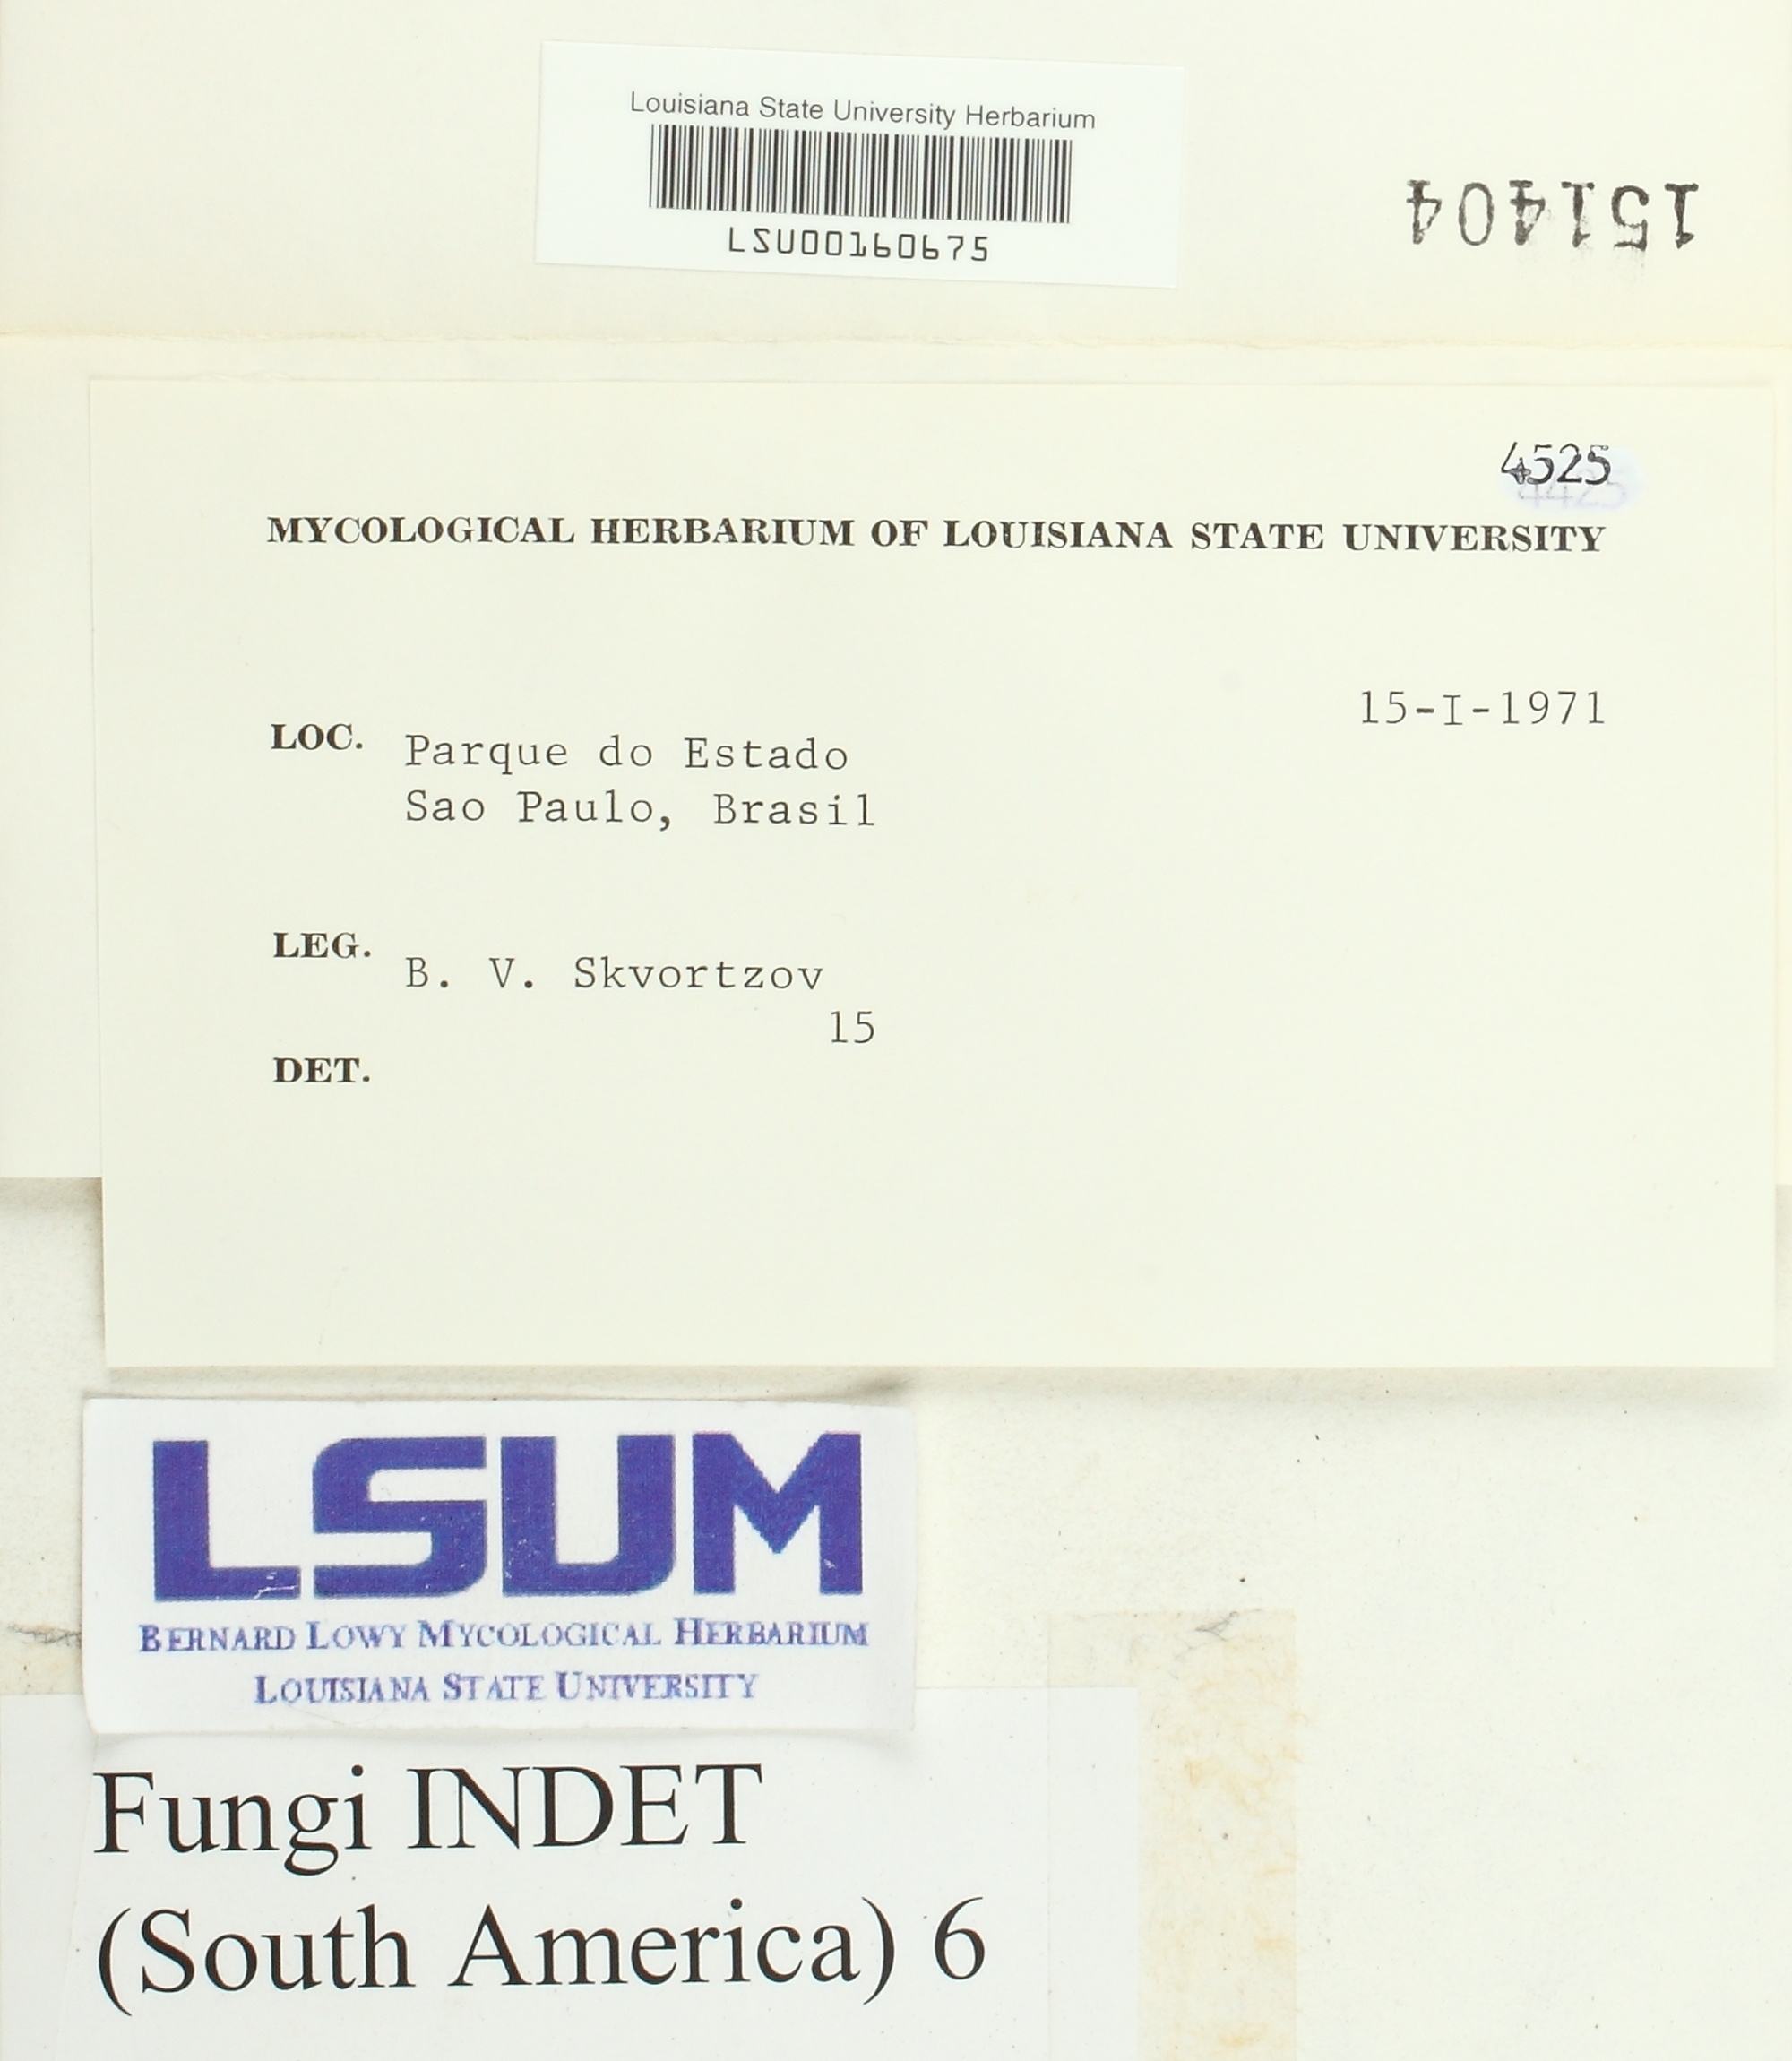 Louisiana State University Herbarium
LSU00160675
151404
4525
MYCOLOGICAL HERBARIUM OF LOUISIANA STATE UNIVERSITY
15-I-1971
LOC. Parque do Estado
Sao Paulo, Brasil
LEG. B. V. Skvortzov
15
DET.
LSUM
BERNARD LOWY MYCOLOGICAL HERBARIUM
LOUISIANA STATE UNIVERSITY
Fungi INDET
(South America) 6